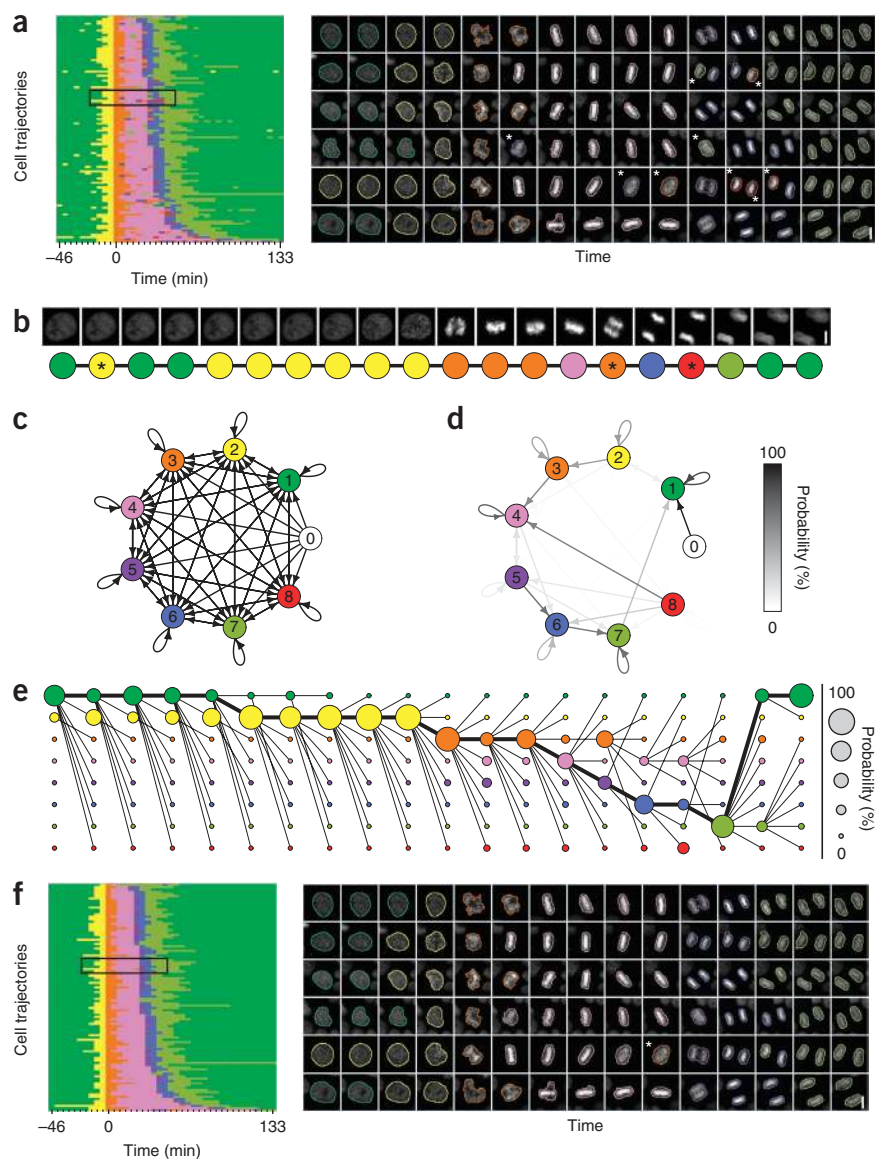 a
Cell trajectories
–46 0 133
Time (min)
Time
* * * * * * * * * *
b
* * *
c
d
1
2
3
4
5
6
7
8
0
1
2
3
4
5
6
7
8
0
100
Probability (%)
0
e
100
Probability (%)
0
f
Cell trajectories
–46 0 133
Time (min)
Time
*